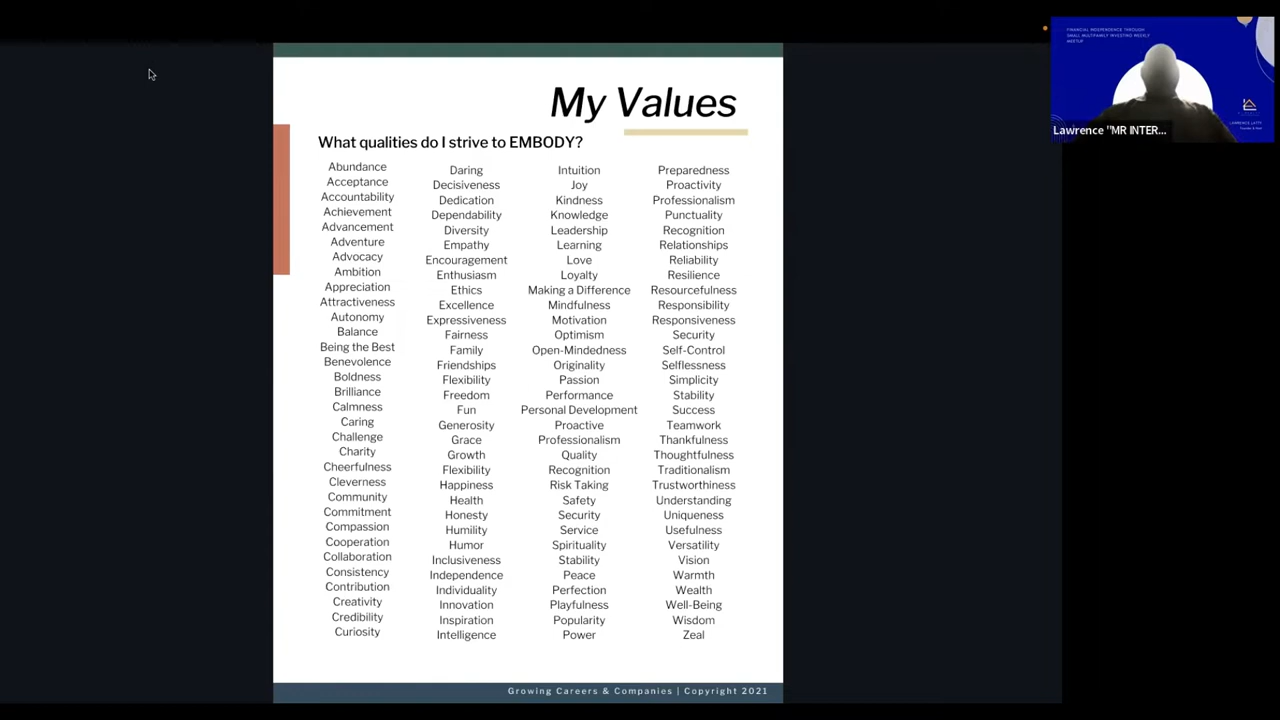 My Values
What qualities do I strive to EMBODY?
Abundance
Acceptance
Accountability
Achievement
Advancement
Adventure
Advocacy
Ambition
Appreciation
Attractiveness
Autonomy
Balance
Being the Best
Benevolence
Boldness
Brilliance
Calmness
Caring
Challenge
Charity
Cheerfulness
Cleverness
Community
Commitment
Compassion
Cooperation
Collaboration
Consistency
Contribution
Creativity
Credibility
Curiosity
Daring
Decisiveness
Dedication
Dependability
Diversity
Empathy
Encouragement
Enthusiasm
Ethics
Excellence
Expressiveness
Fairness
Family
Friendships
Flexibility
Freedom
Fun
Generosity
Grace
Growth
Flexibility
Happiness
Health
Honesty
Humility
Humor
Inclusiveness
Independence
Individuality
Innovation
Inspiration
Intelligence
Intuition
Joy
Kindness
Knowledge
Leadership
Learning
Love
Loyalty
Making a Difference
Mindfulness
Motivation
Optimism
Open-Mindedness
Originality
Passion
Performance
Personal Development
Proactive
Professionalism
Quality
Recognition
Risk Taking
Safety
Security
Service
Spirituality
Stability
Peace
Perfection
Playfulness
Popularity
Power
Preparedness
Proactivity
Professionalism
Punctuality
Recognition
Relationships
Reliability
Resilience
Resourcefulness
Responsibility
Responsiveness
Security
Self-Control
Selflessness
Simplicity
Stability
Success
Teamwork
Thankfulness
Thoughtfulness
Traditionalism
Trustworthiness
Understanding
Uniqueness
Usefulness
Versatility
Vision
Warmth
Wealth
Well-Being
Wisdom
Zeal
Growing Careers & Companies | Copyright 2021
FINANCIAL INDEPENDENCE THROUGH
SMALL MULTIFAMILY INVESTING WEEKLY
MEETUP
Lawrence "MR INTER...